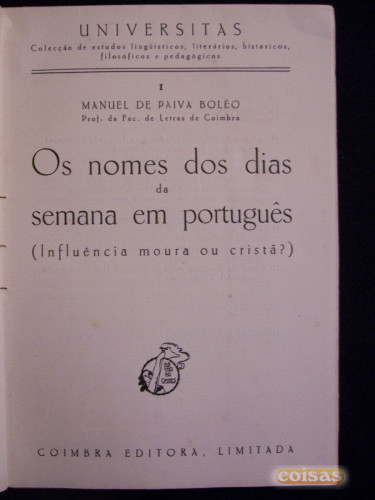 UNIVERSITAS
Colecção de estudos lingüísticos, literários, históricos,
filosóficos e pedagógicos
I
MANUEL DE PAIVA BOLÉO
Prof. da Fac. de Letras de Coimbra
Os nomes dos dias
da
semana em português
(Influência moura ou cristã?)
COIMBRA EDITORA, LIMITADA
coisas